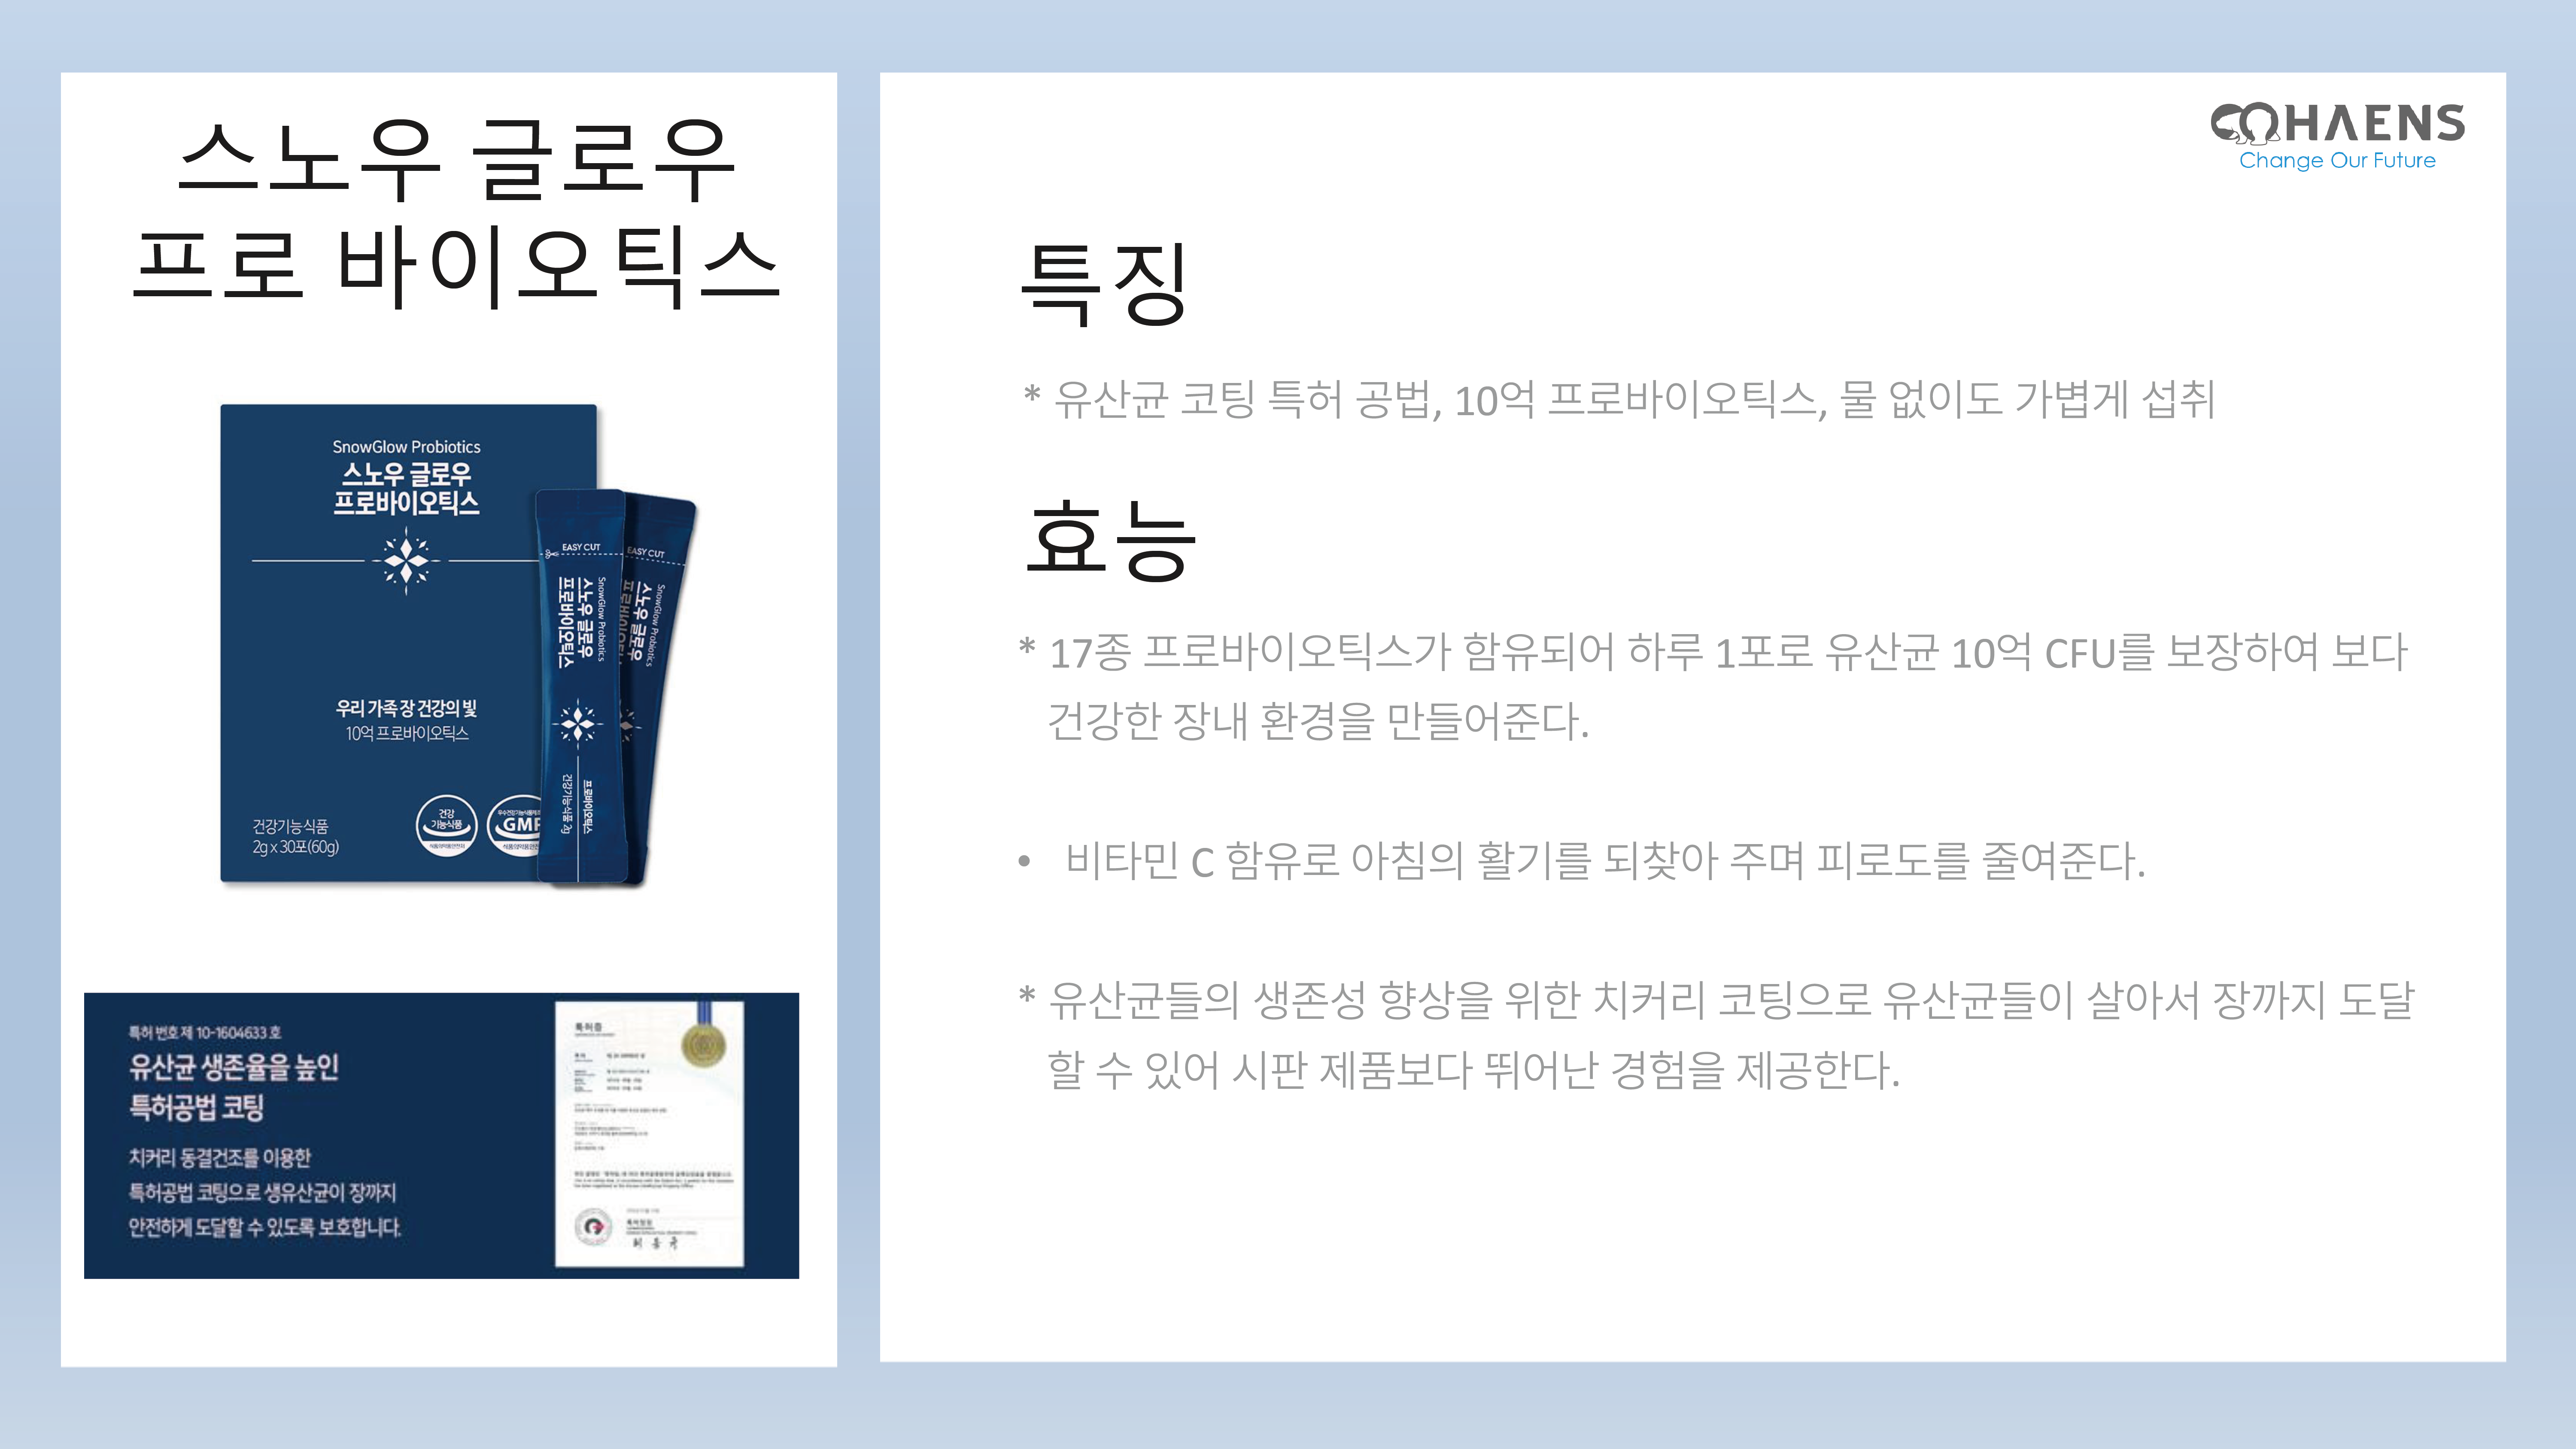 스노우 글로우
프로 바이오틱스
SnowGlow Probiotics
스노우 글로우
프로바이오틱스
우리 가족 장 건강의 빛
10억 프로바이오틱스
건강기능식품
2g x 30포(60g)
건강
기능식품
GMP
EASY CUT
SnowGlow Probiotics
스노우 글로우
프로바이오틱스
프로바이오틱스
건강기능식품 2g
EASY CUT
SnowGlow Probiotics
스노우 글로우
특허 번호 제 10-1604633 호
유산균 생존율을 높인
특허공법 코팅
치커리 동결건조를 이용한
특허공법 코팅으로 생유산균이 장까지
안전하게 도달할 수 있도록 보호합니다.
특허증
COHAENS
Change Our Future
특징
* 유산균 코팅 특허 공법, 10억 프로바이오틱스, 물 없이도 가볍게 섭취
효능
* 17종 프로바이오틱스가 함유되어 하루 1포로 유산균 10억 CFU를 보장하여 보다
건강한 장내 환경을 만들어준다.
• 비타민 C 함유로 아침의 활기를 되찾아 주며 피로도를 줄여준다.
* 유산균들의 생존성 향상을 위한 치커리 코팅으로 유산균들이 살아서 장까지 도달
할 수 있어 시판 제품보다 뛰어난 경험을 제공한다.